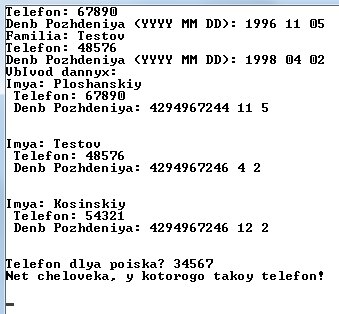 Telefon: 67890
Denb Pozhdeniya (YYYY MM DD): 1996 11 05
Familia: Testov
Telefon: 48576
Denb Pozhdeniya (YYYY MM DD): 1998 04 02
VbIvod dannyx:
Imya: Ploshanskiy
Telefon: 67890
Denb Pozhdeniya: 4294967244 11 5
Imya: Testov
Telefon: 48576
Denb Pozhdeniya: 4294967246 4 2
Imya: Kosinskiy
Telefon: 54321
Denb Pozhdeniya: 4294967246 12 2
Telefon dlya poiska? 34567
Net cheloveka, y kotorogo takoy telefon!